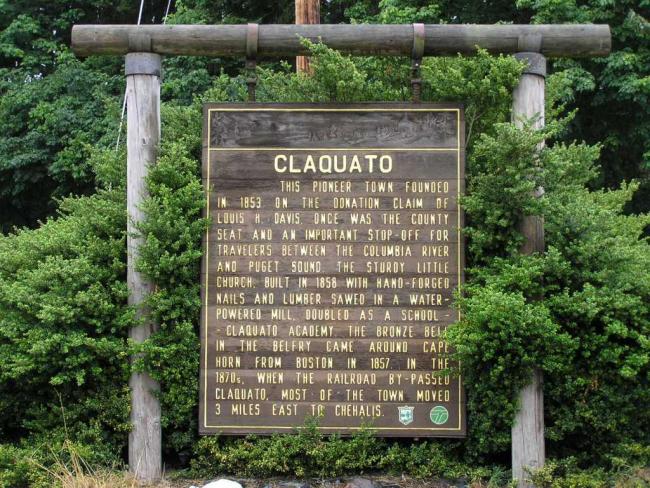 CLAQUATO
THIS PIONEER TOWN FOUNDED
IN 1853 ON THE DONATION CLAIM OF
LOUIS H. DAVIS, ONCE WAS THE COUNTY
SEAT AND AN IMPORTANT STOP-OFF FOR
TRAVELERS BETWEEN THE COLUMBIA RIVER
AND PUGET SOUND. THE STURDY LITTLE
CHURCH, BUILT IN 1858 WITH HAND-FORGED
NAILS AND LUMBER SAWED IN A WATER-
POWERED MILL, DOUBLED AS A SCHOOL-
-CLAQUATO ACADEMY. THE BRONZE BELL
IN THE BELFRY CAME AROUND CAPE
HORN FROM BOSTON IN 1857. IN THE
1870s, WHEN THE RAILROAD BY-PASSED
CLAQUATO, MOST OF THE TOWN MOVED
3 MILES EAST TO CHEHALIS.